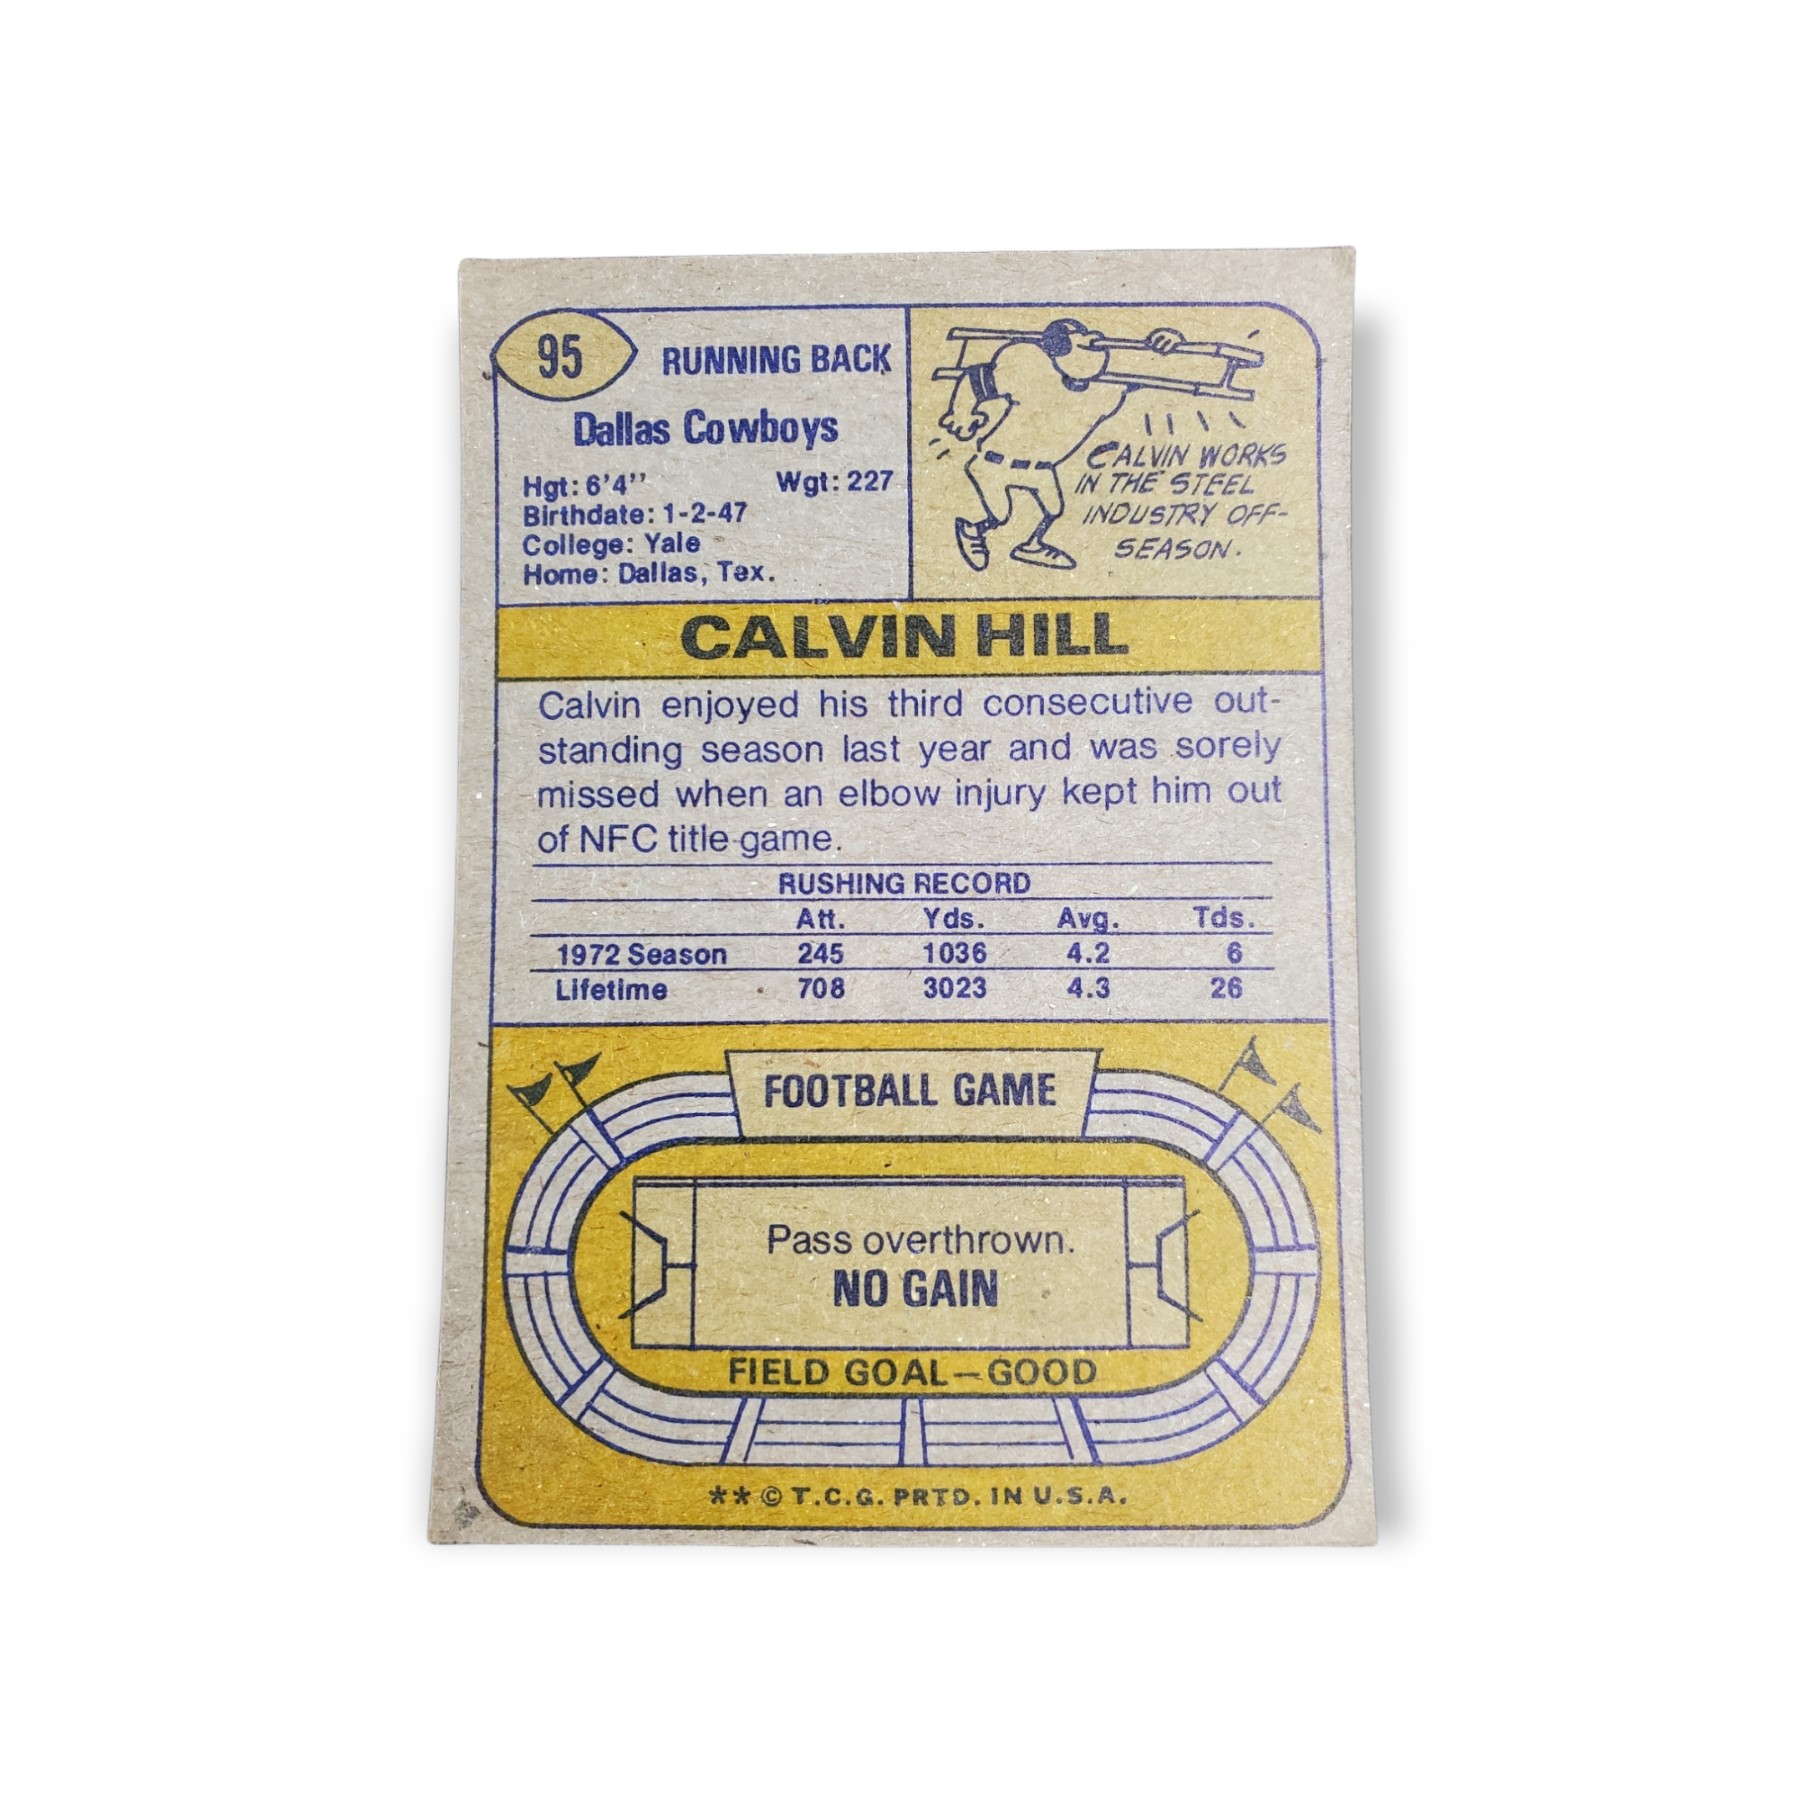 95
RUNNING BACK
Dallas Cowboys
Hgt: 6'4'' Wgt: 227
Birthdate: 1-2-47
College: Yale
Home: Dallas, Tex.
CALVIN WORKS
IN THE STEEL
INDUSTRY OFF-
SEASON.
CALVIN HILL
Calvin enjoyed his third consecutive out-
standing season last year and was sorely
missed when an elbow injury kept him out
of NFC title game.
RUSHING RECORD
Att. Yds. Avg. Tds.
1972 Season 245 1036 4.2 6
Lifetime 708 3023 4.3 26
FOOTBALL GAME
Pass overthrown.
NO GAIN
FIELD GOAL—GOOD
**© T.C.G. PRTD. IN U.S.A.